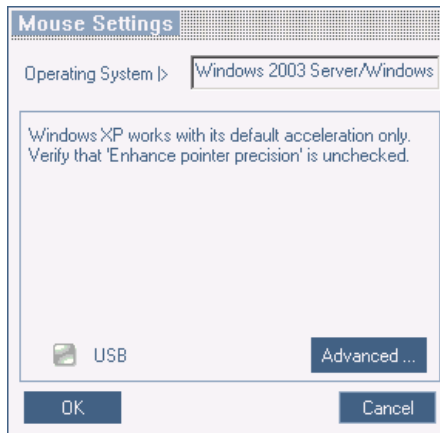 Mouse Settings
Operating System |>
Windows 2003 Server/Windows
Windows XP works with its default acceleration only.
Verify that 'Enhance pointer precision' is unchecked.
USB
Advanced ...
OK
Cancel